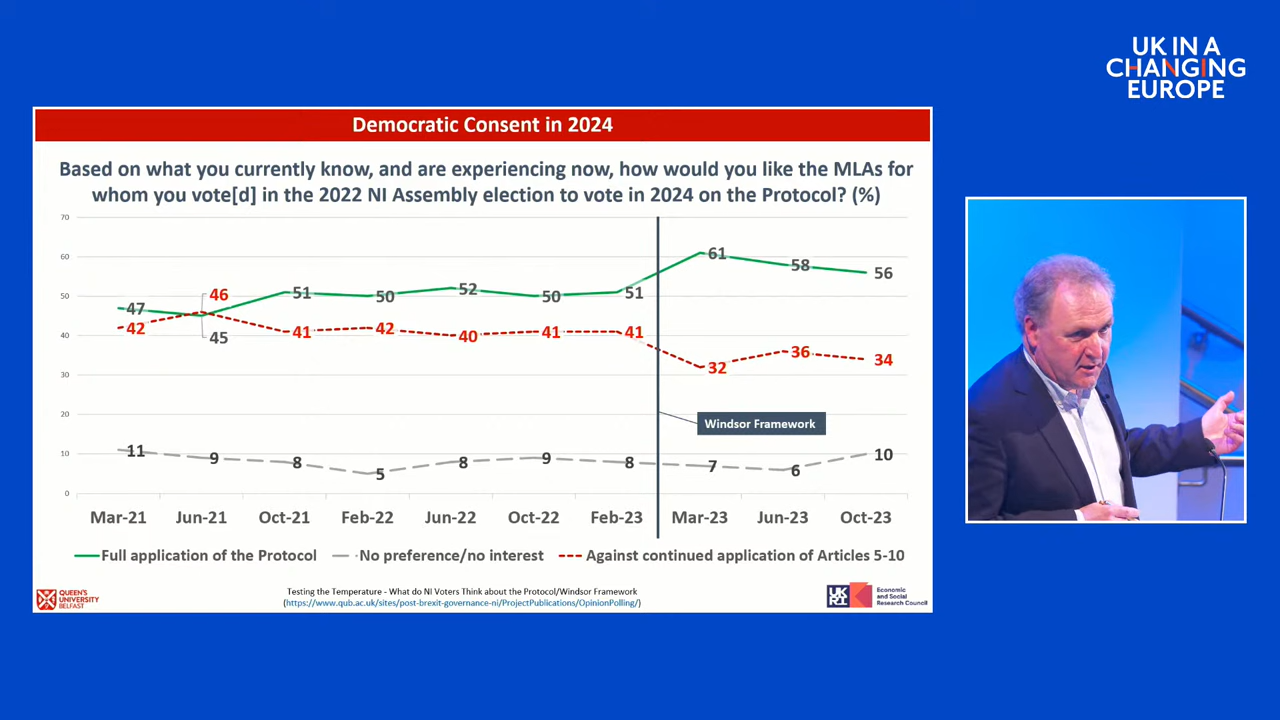 UK IN A
CHANGING
EUROPE
Democratic Consent in 2024
Based on what you currently know, and are experiencing now, how would you like the MLAs for
whom you vote[d] in the 2022 NI Assembly election to vote in 2024 on the Protocol? (%)
70
60
50
40
30
20
10
0
47
45
51
50
52
50
51
61
58
56
42
46
41
42
40
41
41
32
36
34
11
9
8
5
8
9
8
7
6
10
Windsor Framework
Mar-21 Jun-21 Oct-21 Feb-22 Jun-22 Oct-22 Feb-23 Mar-23 Jun-23 Oct-23
Full application of the Protocol No preference/no interest Against continued application of Articles 5-10
Testing the Temperature - What do NI Voters Think about the Protocol/Windsor Framework
(https://www.qub.ac.uk/sites/post-brexit-governance-ni/ProjectPublications/OpinionPolling/)
QUEEN'S
UNIVERSITY
BELFAST
UK
RI
Economic
and Social
Research Council